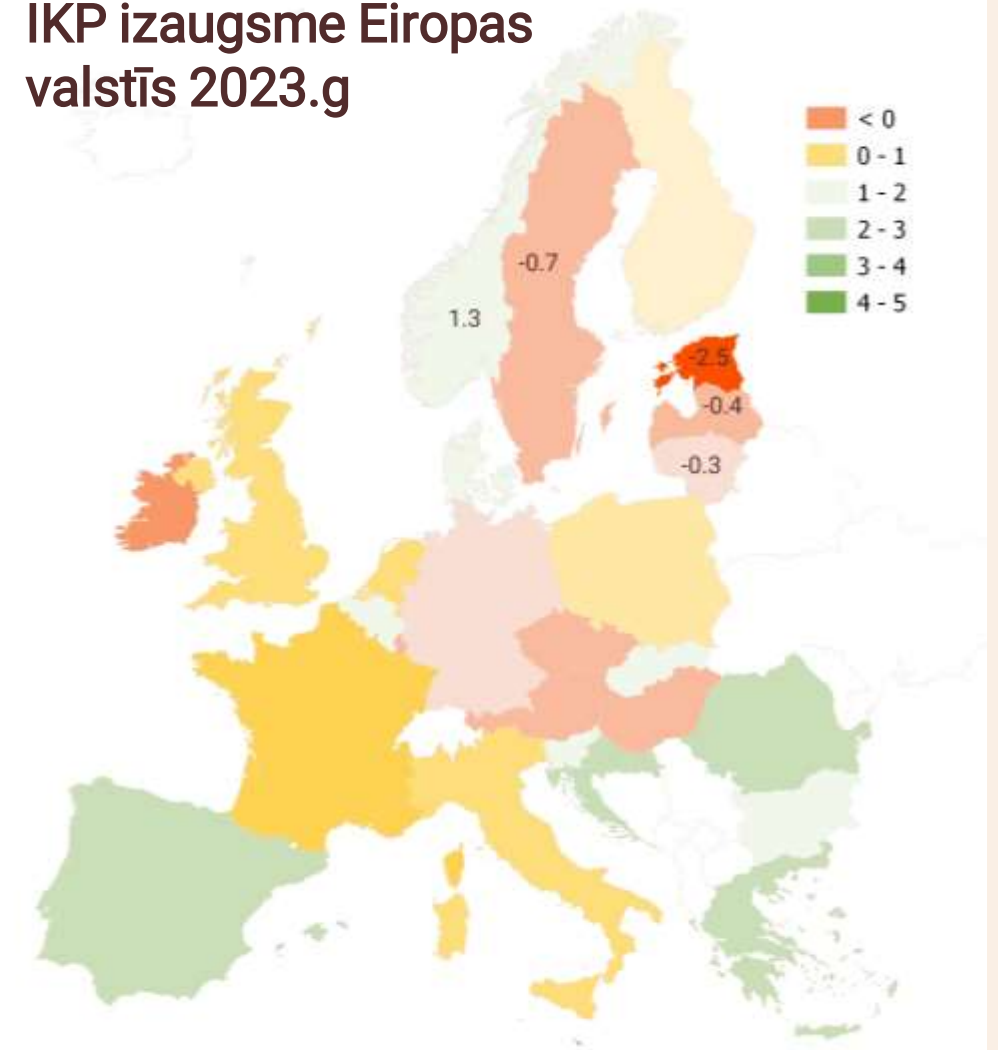 IKP izaugsme Eiropas
valstīs 2023.g
< 0
0 - 1
1 - 2
2 - 3
3 - 4
4 - 5
-0.7
1.3
-2.5
-0.4
-0.3